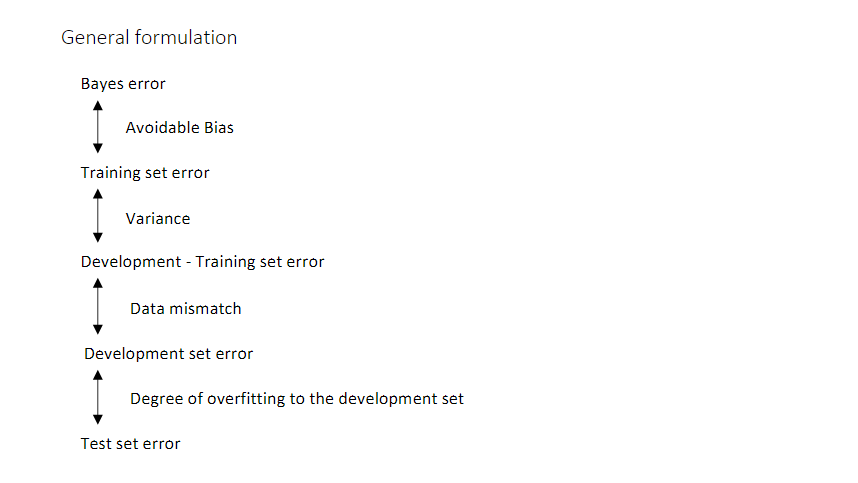 General formulation
Bayes error
Avoidable Bias
Training set error
Variance
Development - Training set error
Data mismatch
Development set error
Degree of overfitting to the development set
Test set error